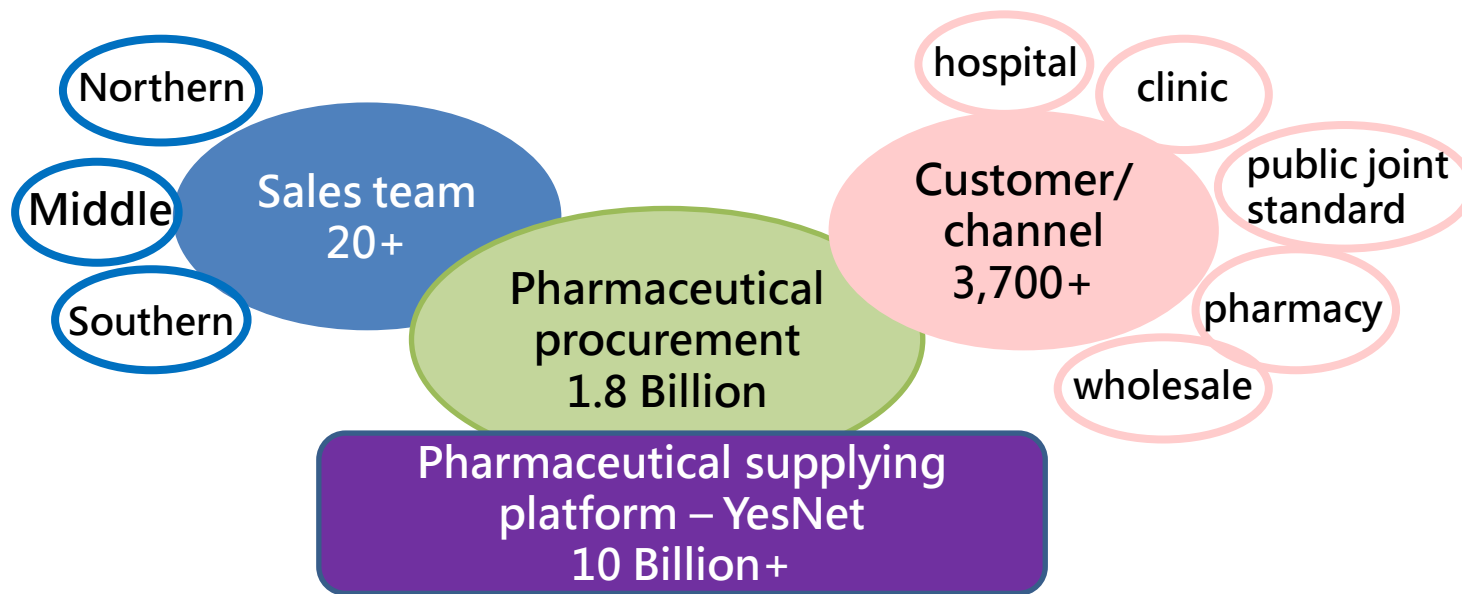 Northern
Middle
Southern
Sales team
20+
Pharmaceutical
procurement
1.8 Billion
Pharmaceutical supplying
platform – YesNet
10 Billion+
Customer/
channel
3,700+
hospital
clinic
public joint
standard
pharmacy
wholesale